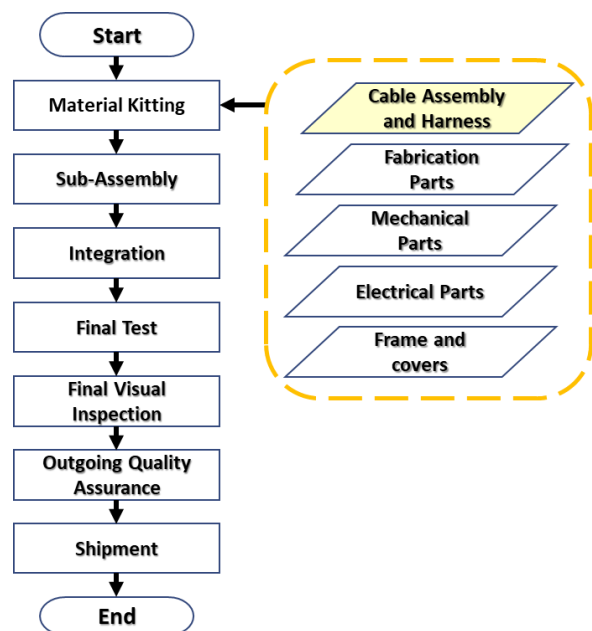 Start
Material Kitting
Sub-Assembly
Integration
Final Test
Final Visual
Inspection
Outgoing Quality
Assurance
Shipment
End
Cable Assembly
and Harness
Fabrication
Parts
Mechanical
Parts
Electrical Parts
Frame and
covers